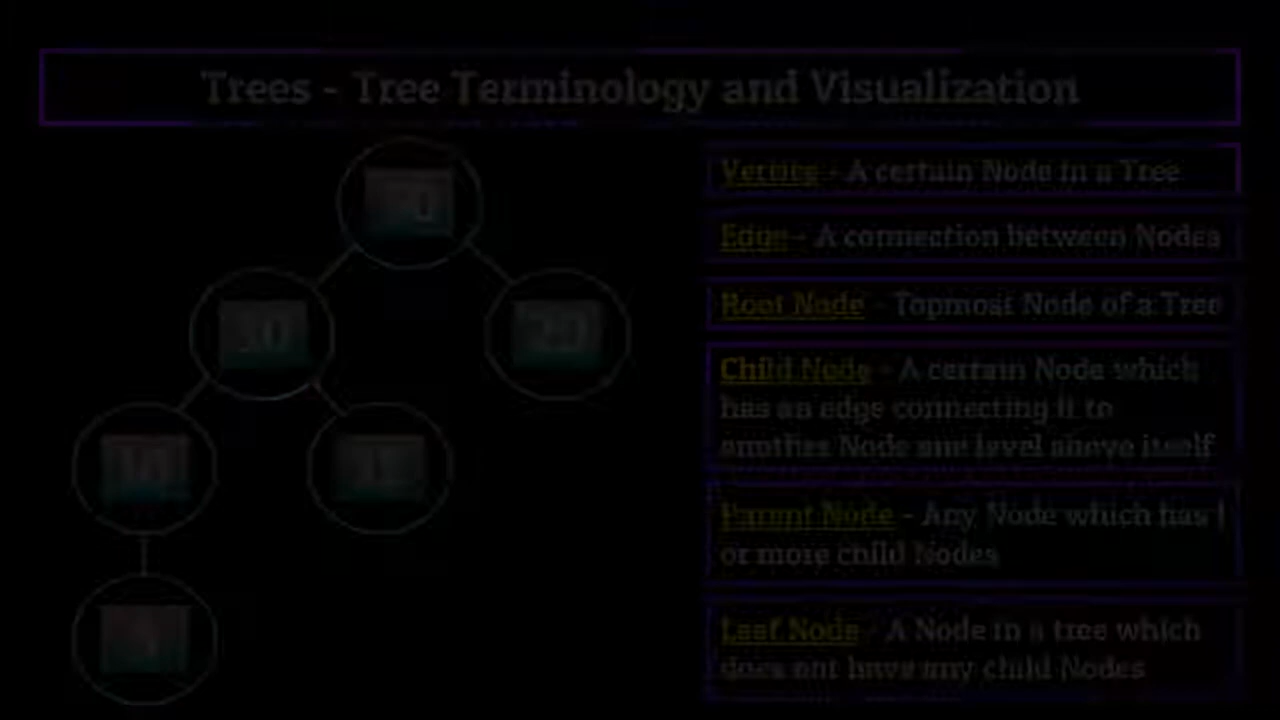 Trees - Tree Terminology and Visualization
Vertice - A certain Node in a Tree
Edge - A connection between Nodes
Root Node - Topmost Node of a Tree
Child Node - A certain Node which
has an edge connecting it to
another Node one level above itself
Parent Node - Any Node which has 1
or more child Nodes
Leaf Node - A Node in a tree which
does not have any child Nodes